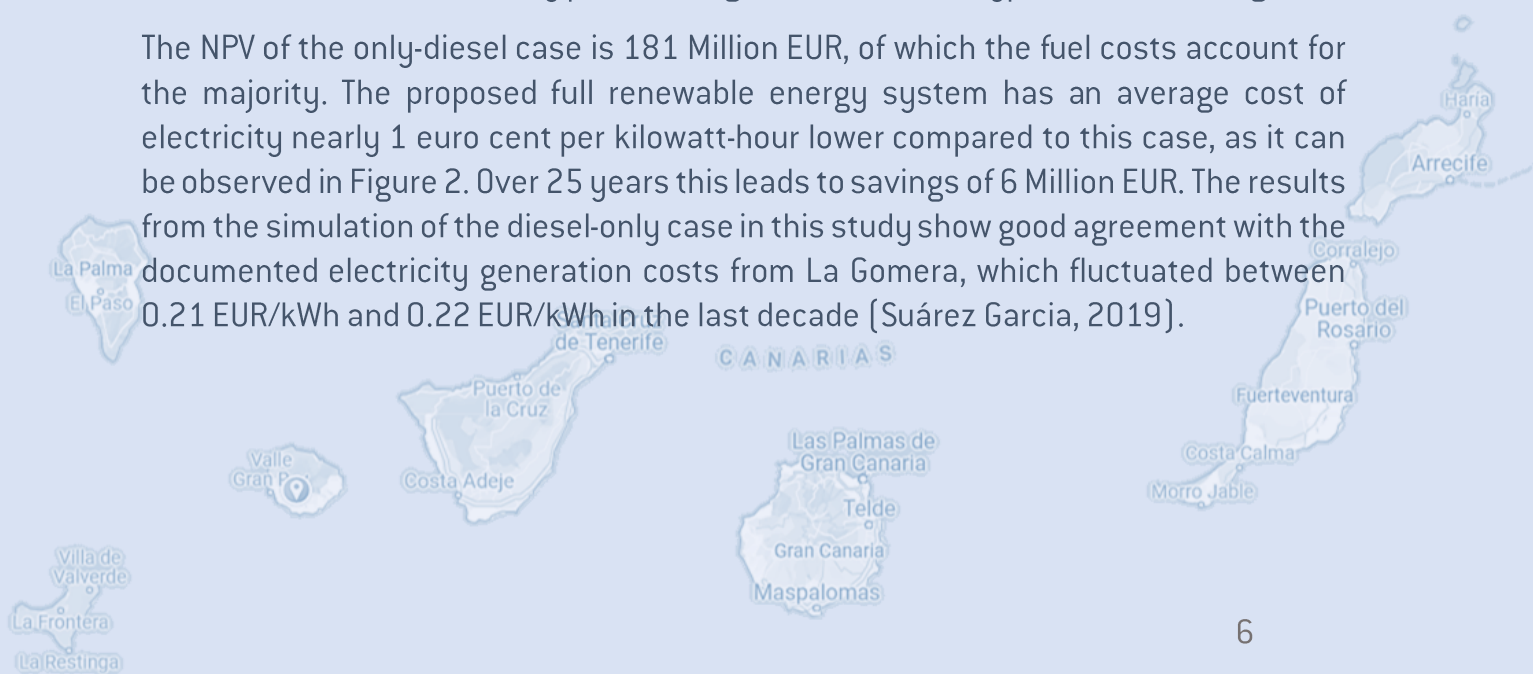 The NPV of the only-diesel case is 181 Million EUR, of which the fuel costs account for
the majority. The proposed full renewable energy system has an average cost of
electricity nearly 1 euro cent per kilowatt-hour lower compared to this case, as it can
be observed in Figure 2. Over 25 years this leads to savings of 6 Million EUR. The results
from the simulation of the diesel-only case in this study show good agreement with the
documented electricity generation costs from La Gomera, which fluctuated between
0.21 EUR/kWh and 0.22 EUR/kWh in the last decade (Suárez Garcia, 2019).
Haría
Arrecife
Corralejo
La Palma
El Paso
Puerto del
Rosario
de Tenerife
CANARIAS
Puerto de
la Cruz
Fuerteventura
Las Palmas de
Gran Canaria
Costa Calma
Valle
Gran
Costa Adeje
Morro Jable
Telde
Gran Canaria
Villa de
Valverde
Maspalomas
La Frontera
6
La Restinga